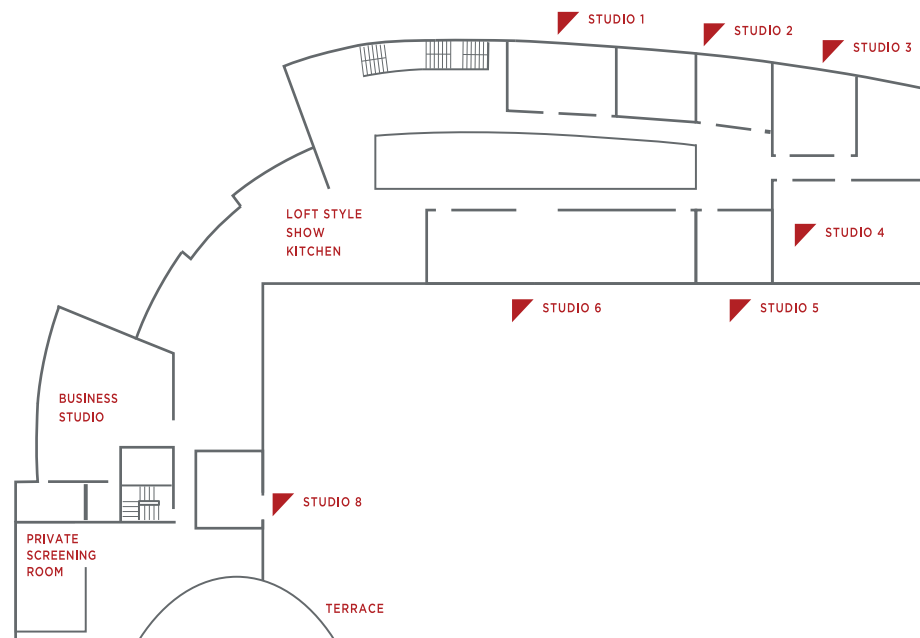 STUDIO 1
STUDIO 2
STUDIO 3
LOFT STYLE
SHOW
KITCHEN
STUDIO 4
STUDIO 6
STUDIO 5
BUSINESS
STUDIO
STUDIO 8
PRIVATE
SCREENING
ROOM
TERRACE